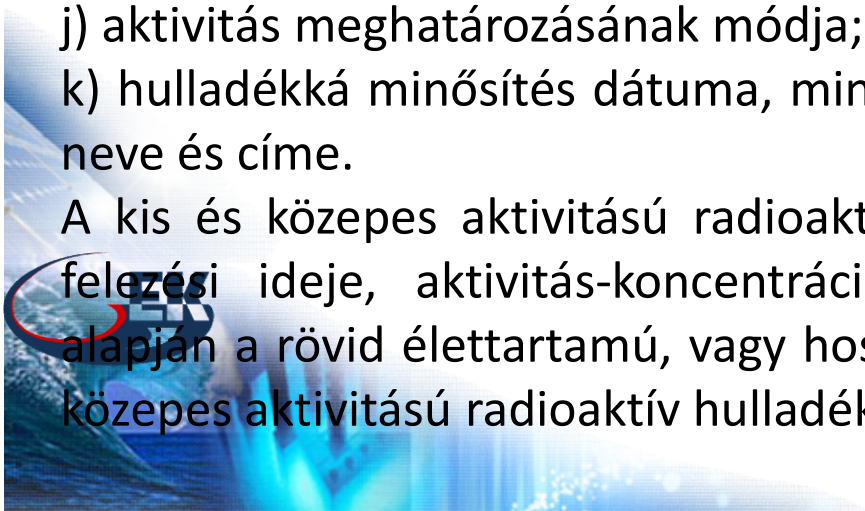 j) aktivitás meghatározásának módja;
k) hulladékká minősítés dátuma, min
neve és címe.
A kis és közepes aktivitású radioakt
felezési ideje, aktivitás-koncentráci
alapján a rövid élettartamú, vagy hos
közepes aktivitású radioaktív hulladék
EK